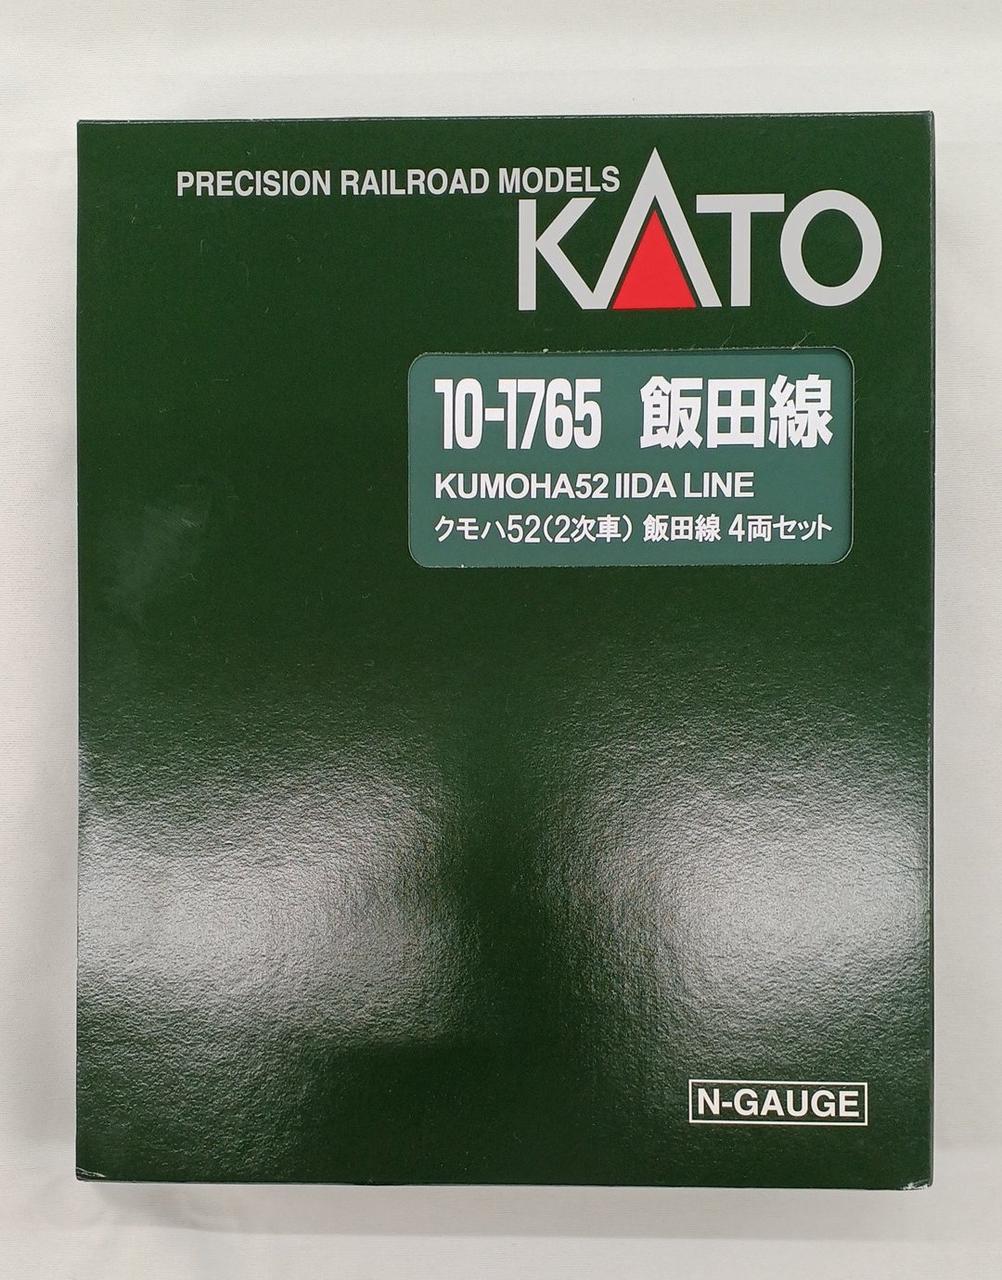 PRECISION RAILROAD MODELS
KATO
10-1765 飯田線
KUMOHA52 IIDA LINE
クモハ52(2次車) 飯田線 4両セット
N-GAUGE